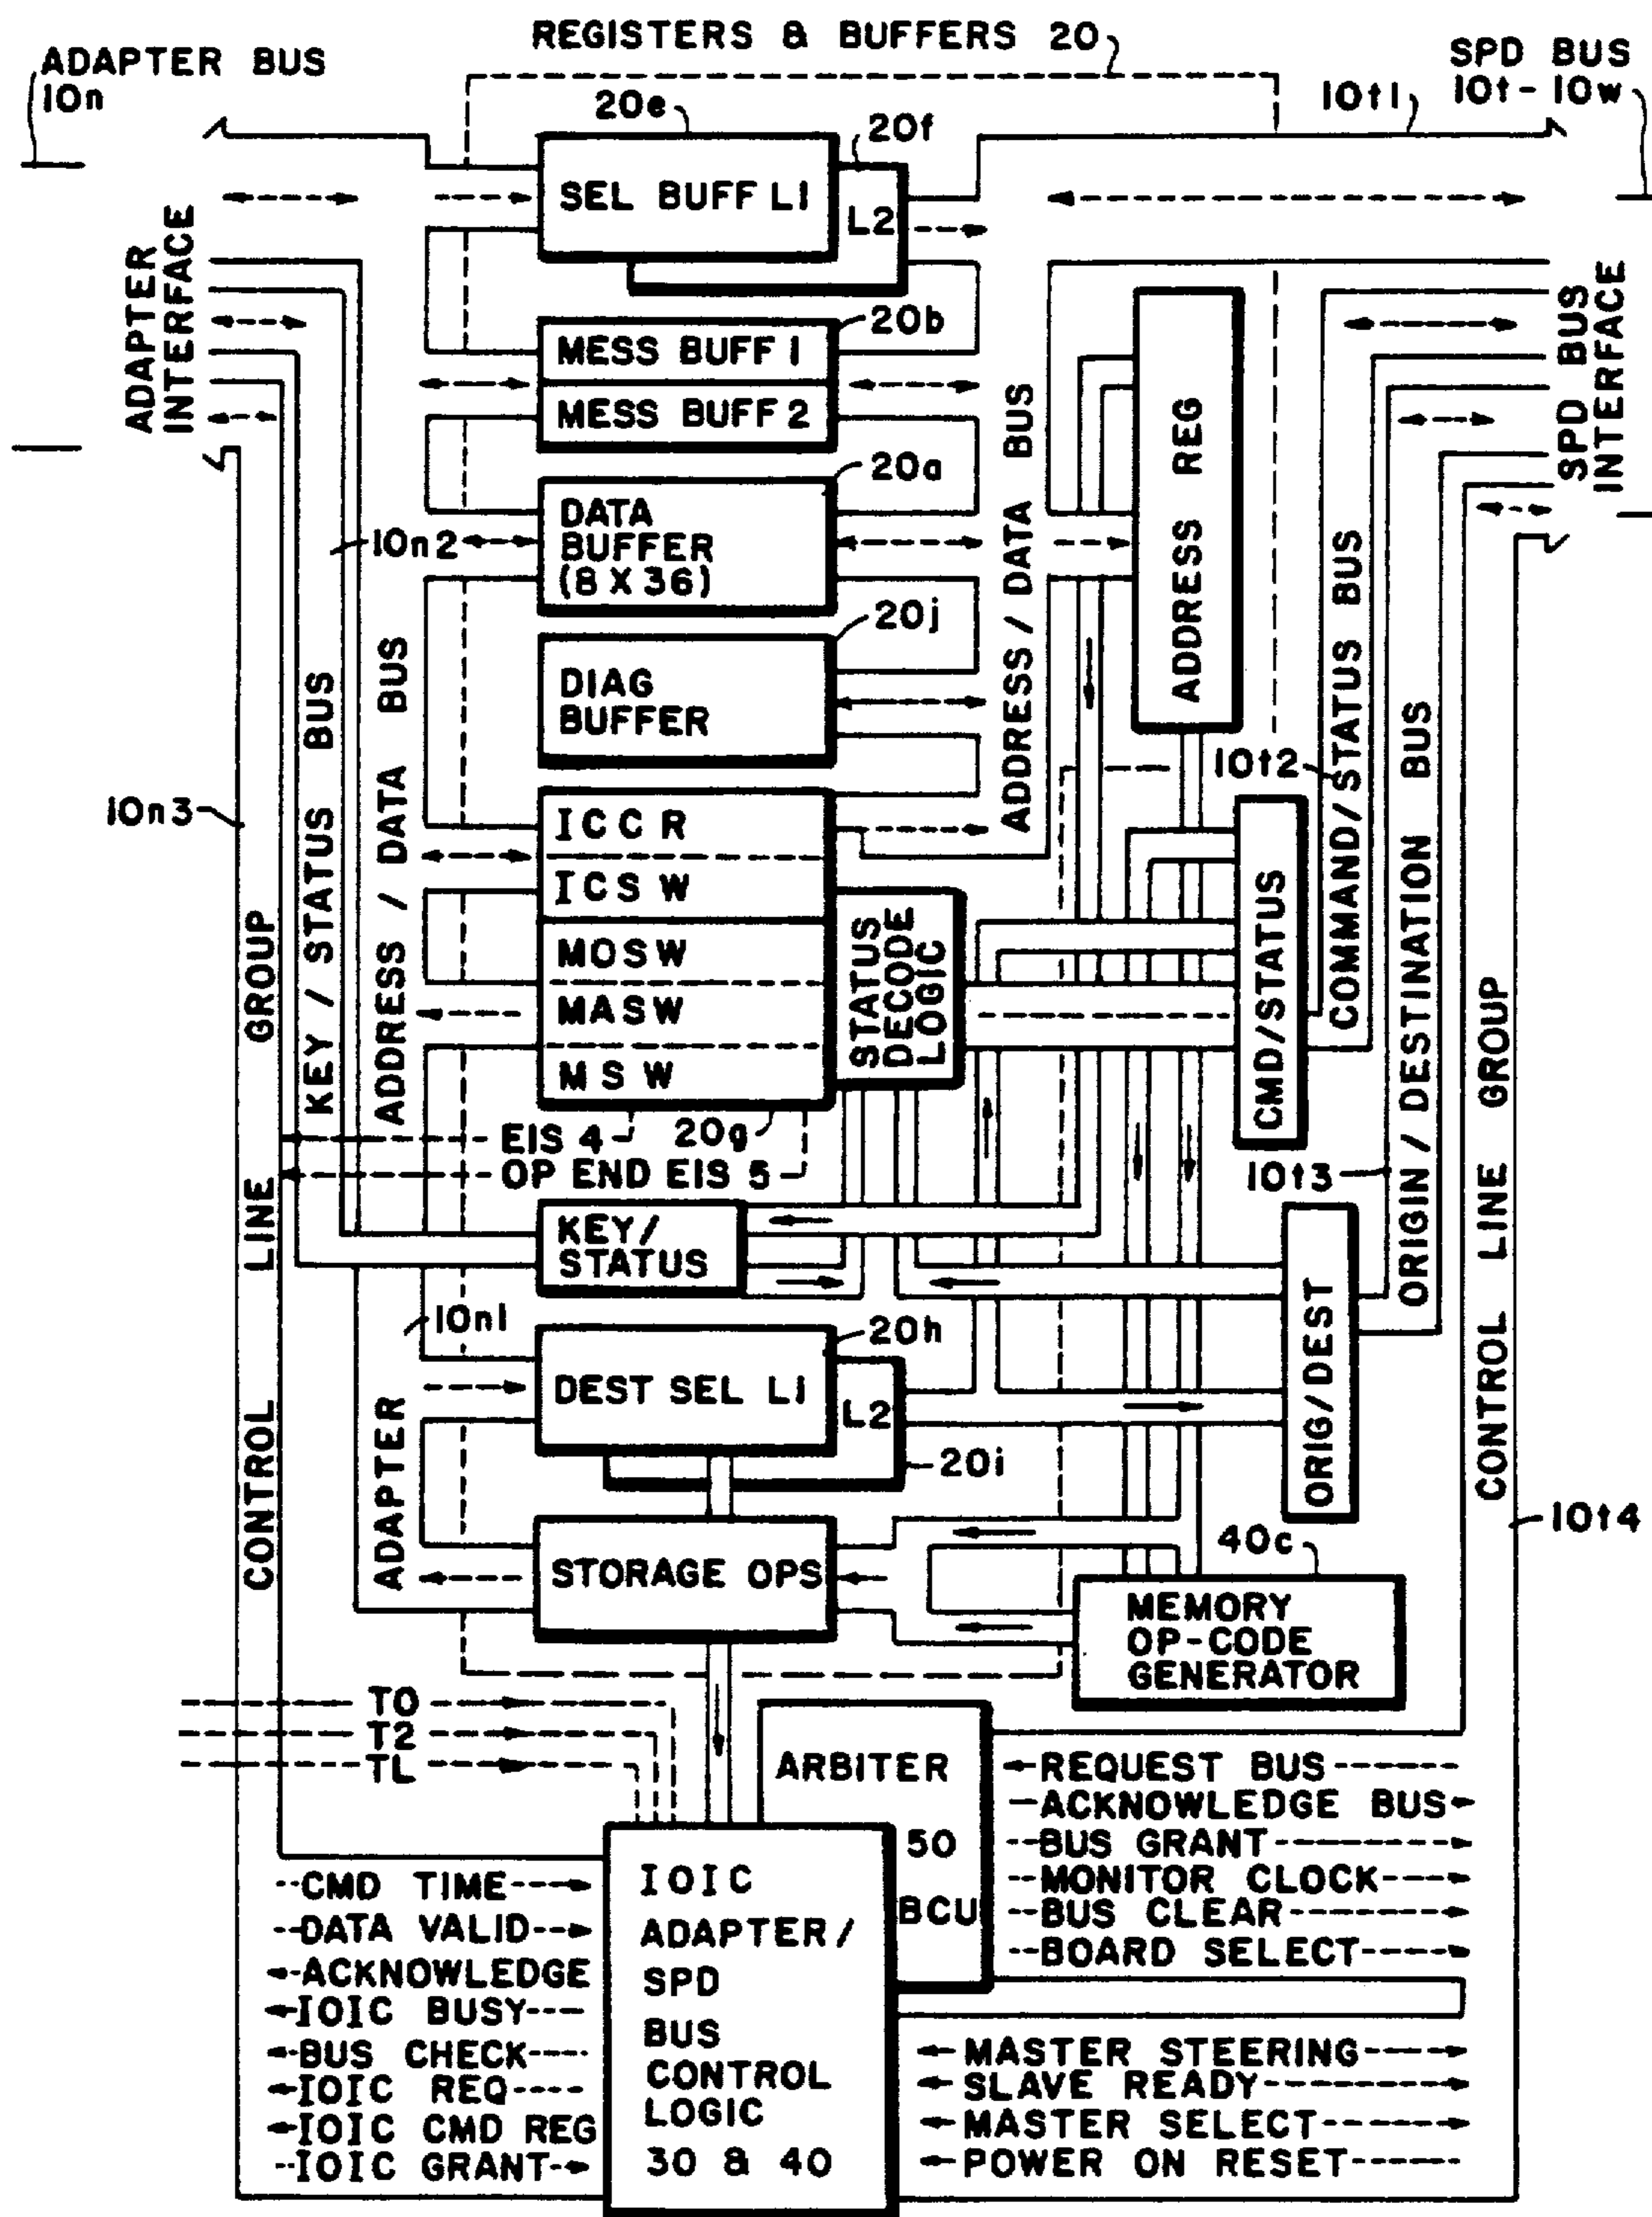 REGISTERS & BUFFERS 20
ADAPTER BUS
10n
SPD BUS
10t-10w
10t1
20e
20f
SEL BUFF L1
L2
ADAPTER
INTERFACE
SPD BUS
INTERFACE
20b
MESS BUFF 1
MESS BUFF 2
20a
DATA
BUFFER
(8 X 36)
10n2
20j
DIAG
BUFFER
ADDRESS / DATA BUS
ADDRESS REG
10t2
COMMAND/STATUS BUS
ORIGIN / DESTINATION BUS
10n3
KEY / STATUS BUS
ADDRESS / DATA BUS
ICCR
ICSW
MOSW
MASW
MSW
STATUS
DECODE
LOGIC
CMD/STATUS
EIS 4
20g
OP END EIS 5
10t3
KEY/
STATUS
10n1
20h
DEST SEL L1
L2
20i
ORIG/DEST
CONTROL LINE GROUP
CONTROL LINE GROUP
10t4
ADAPTER
STORAGE OPS
40c
MEMORY
OP-CODE
GENERATOR
T0
T2
TL
ARBITER
50
BCU
REQUEST BUS
ACKNOWLEDGE BUS
BUS GRANT
MONITOR CLOCK
BUS CLEAR
BOARD SELECT
CMD TIME
DATA VALID
ACKNOWLEDGE
IOIC BUSY
BUS CHECK
IOIC REQ
IOIC CMD REG
IOIC GRANT
IOIC
ADAPTER/
SPD
BUS
CONTROL
LOGIC
30 & 40
MASTER STEERING
SLAVE READY
MASTER SELECT
POWER ON RESET